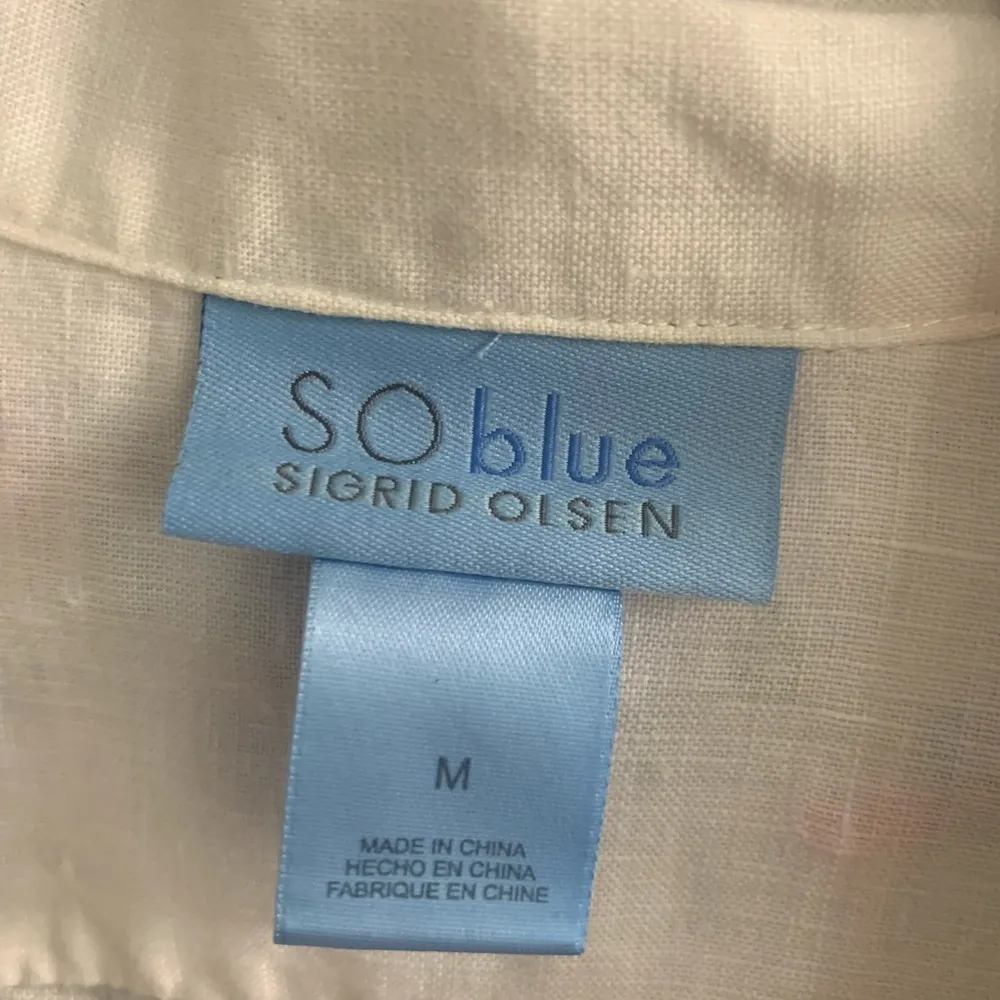 SO blue
SIGRID OLSEN
M
MADE IN CHINA
HECHO EN CHINA
FABRIQUE EN CHINE